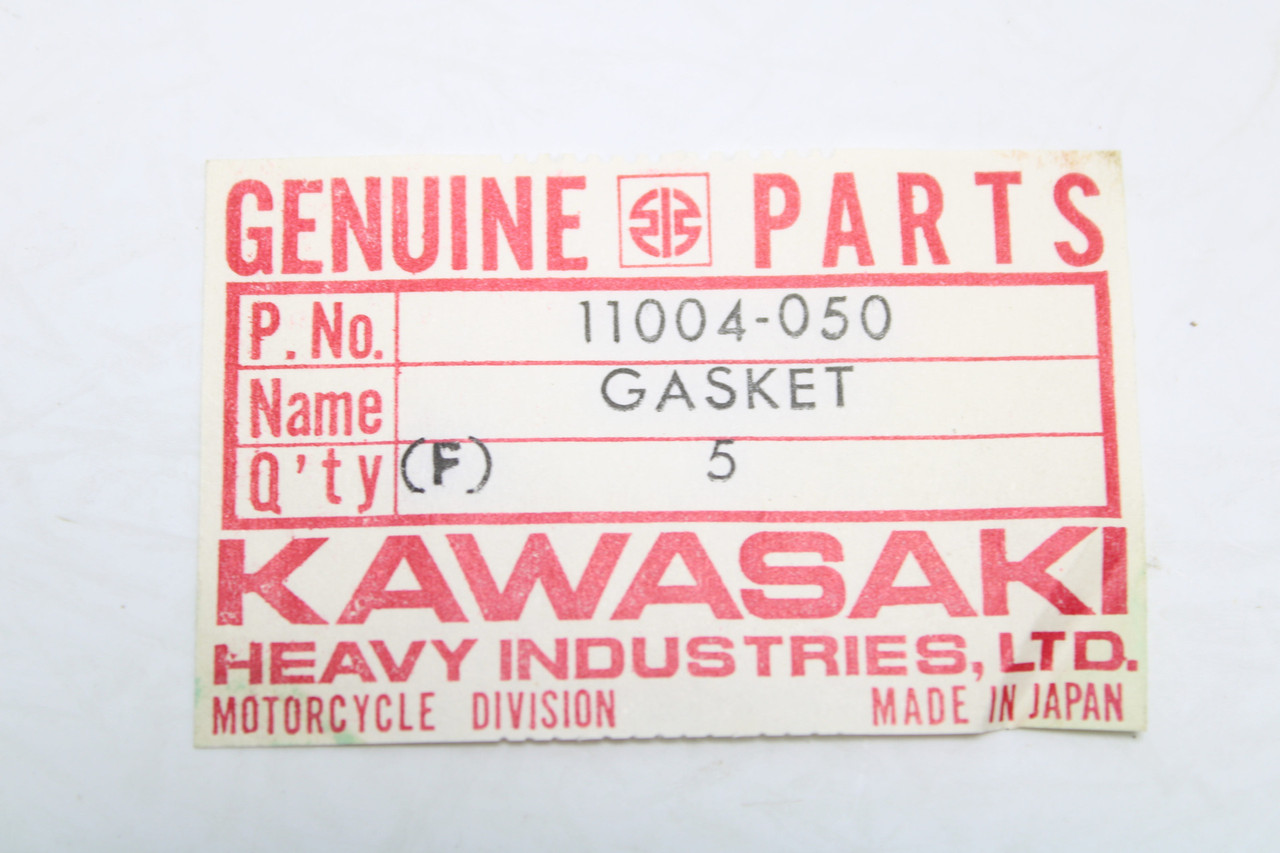 GENUINE PARTS
P. No. 11004-050
Name GASKET
Q'ty (F) 5
KAWASAKI
HEAVY INDUSTRIES, LTD.
MOTORCYCLE DIVISION MADE IN JAPAN